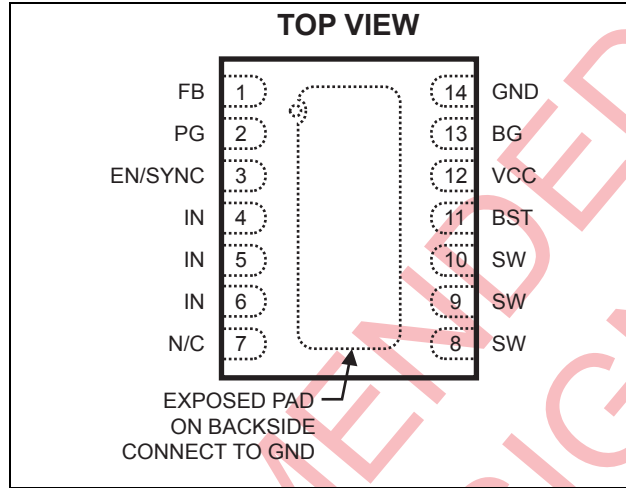 TOP VIEW
FB 1 14 GND
PG 2 13 BG
EN/SYNC 3 12 VCC
IN 4 11 BST
IN 5 10 SW
IN 6 9 SW
N/C 7 8 SW
EXPOSED PAD
ON BACKSIDE
CONNECT TO GND